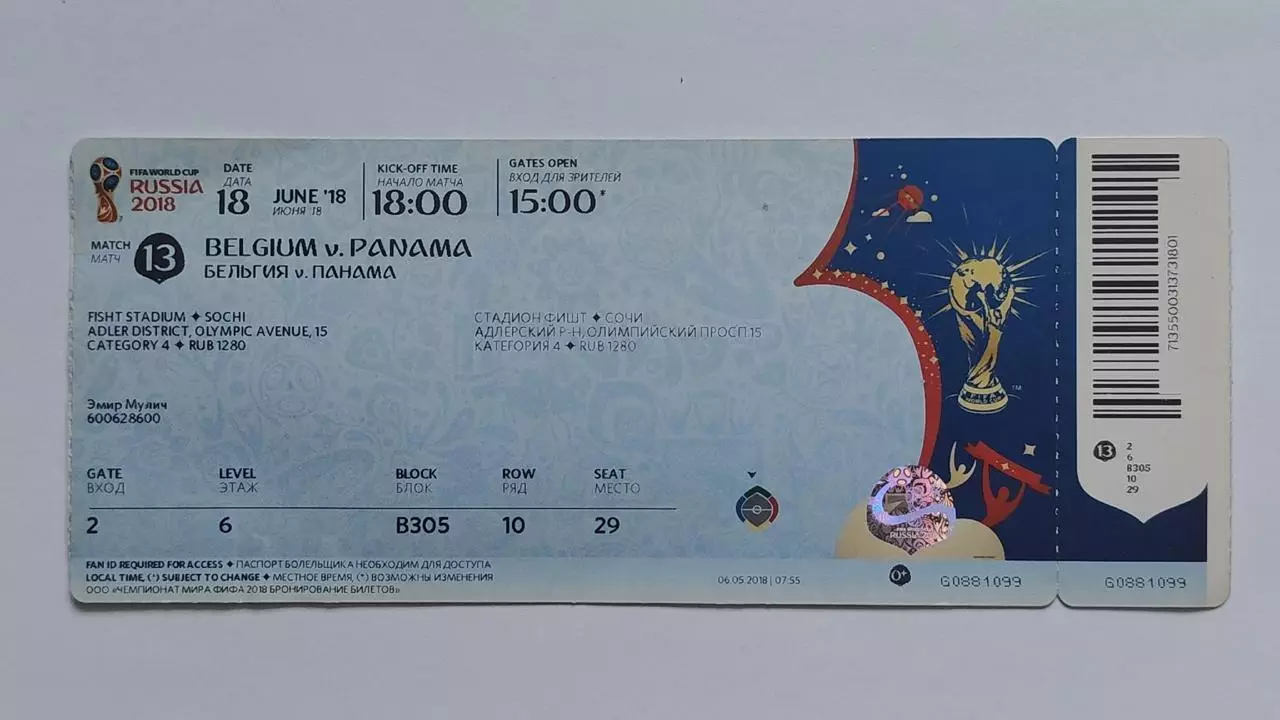 FIFA WORLD CUP
RUSSIA
2018
DATE
ДАТА
18 JUNE '18
ИЮНЯ '18
KICK-OFF TIME
НАЧАЛО МАТЧА
18:00
GATES OPEN
ВХОД ДЛЯ ЗРИТЕЛЕЙ
15:00*
MATCH
МАТЧ
13
BELGIUM v. PANAMA
БЕЛЬГИЯ v. ПАНАМА
FISHT STADIUM ✦ SOCHI
ADLER DISTRICT, OLYMPIC AVENUE, 15
CATEGORY 4 ✦ RUB 1280
СТАДИОН ФИШТ ✦ СОЧИ
АДЛЕРСКИЙ Р-Н, ОЛИМПИЙСКИЙ ПРОСП.15
КАТЕГОРИЯ 4 ✦ RUB 1280
Эмир Мулич
600628600
GATE LEVEL BLOCK ROW SEAT
ВХОД ЭТАЖ БЛОК РЯД МЕСТО
2 6 B305 10 29
FAN ID REQUIRED FOR ACCESS ✦ ПАСПОРТ БОЛЕЛЬЩИКА НЕОБХОДИМ ДЛЯ ДОСТУПА
LOCAL TIME, (*) SUBJECT TO CHANGE ✦ МЕСТНОЕ ВРЕМЯ, (*) ВОЗМОЖНЫ ИЗМЕНЕНИЯ
ООО «ЧЕМПИОНАТ МИРА ФИФА 2018 БРОНИРОВАНИЕ БИЛЕТОВ»
06.05.2018 | 07:55
0+
G0881099
TM
FIFA
WORLD CUP
7135500313731801
13
2
6
B305
10
29
G0881099